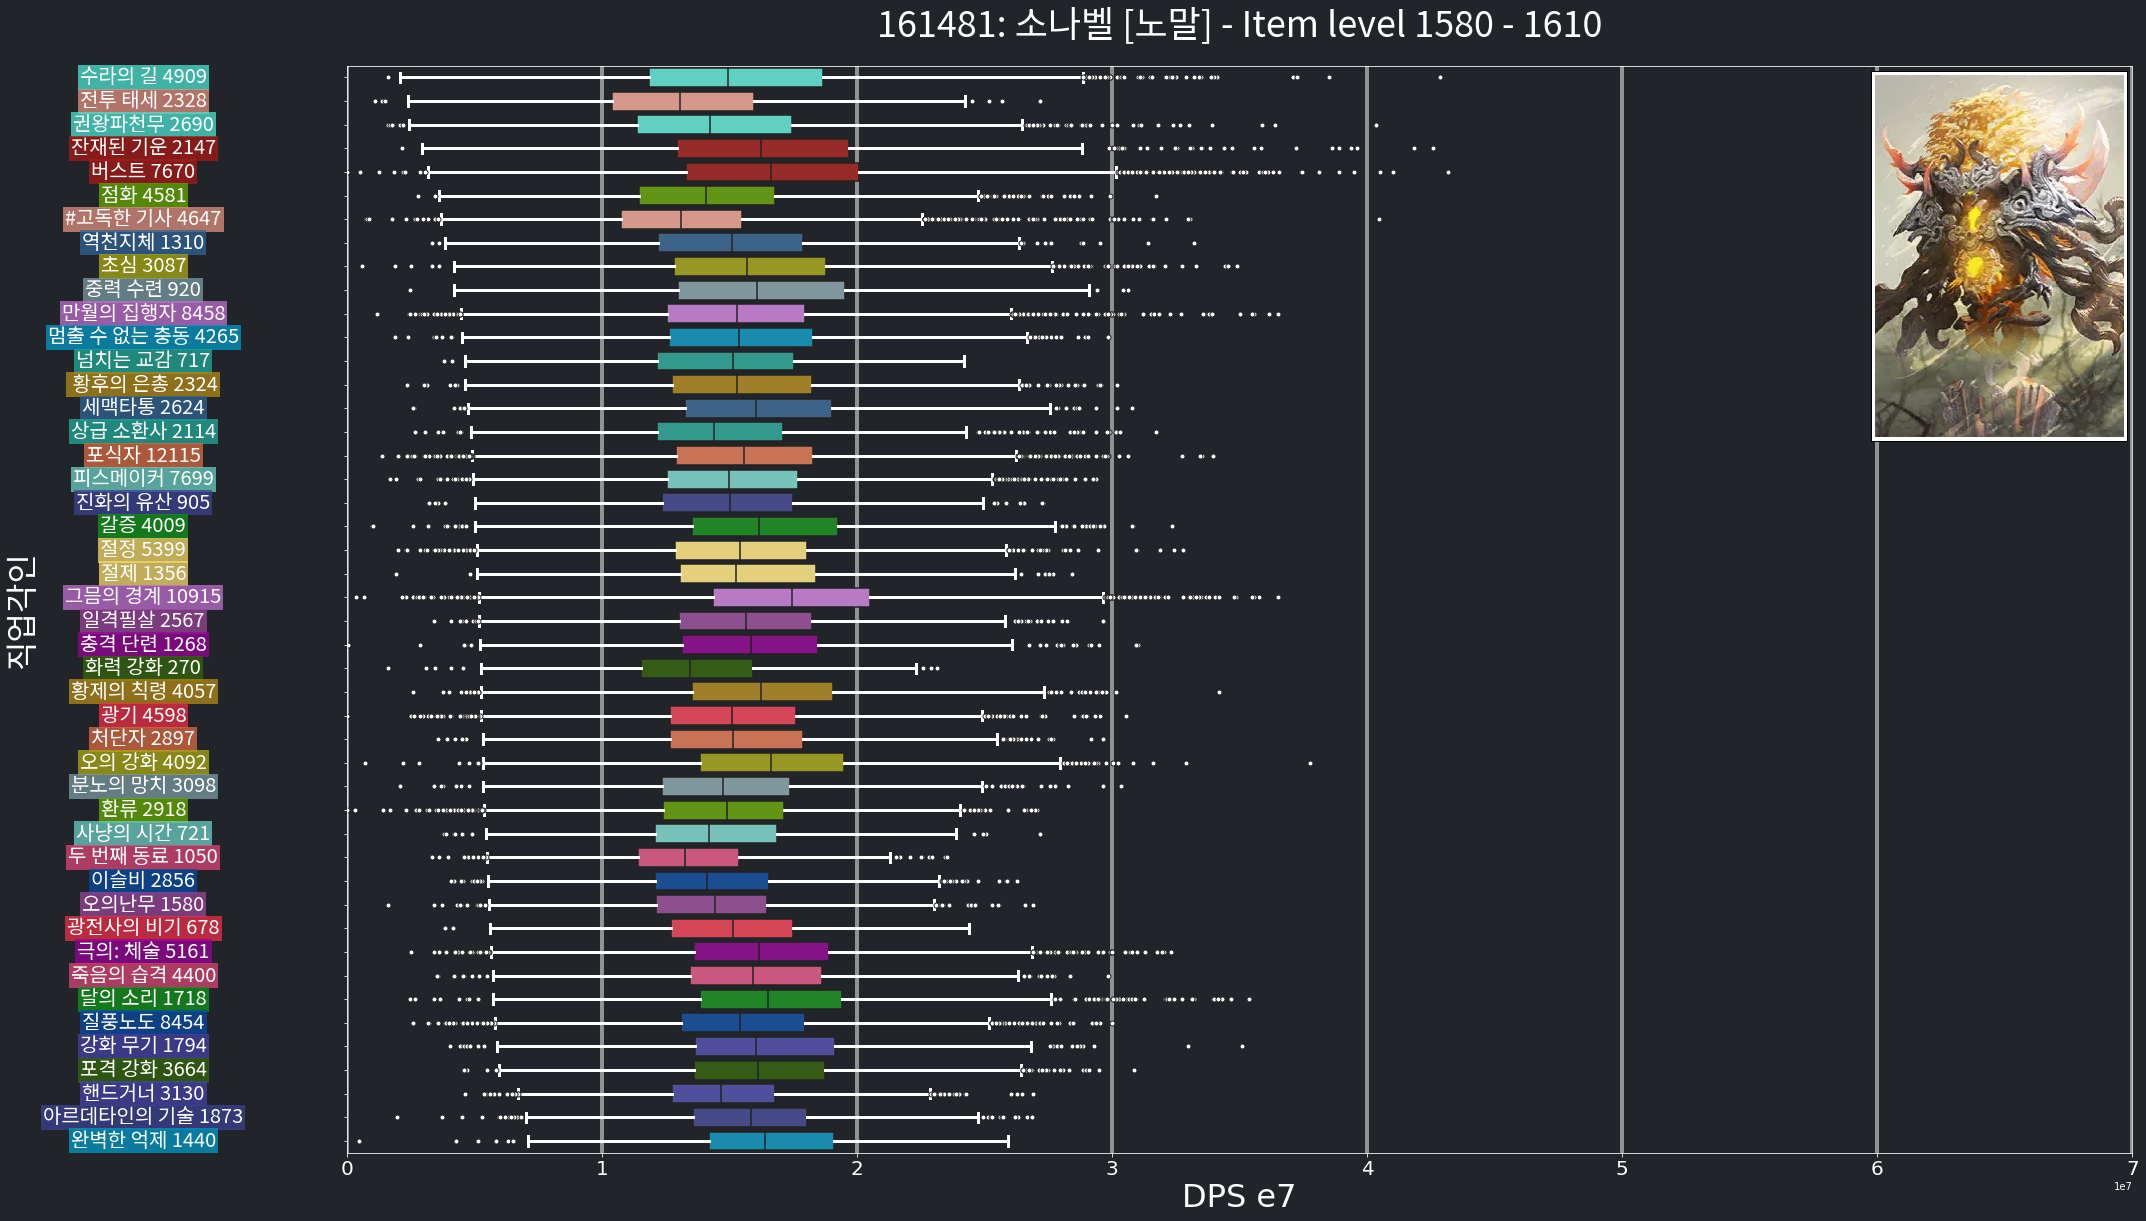 161481: 소나벨 [노말] - Item level 1580 - 1610
수라의 길 4909
전투 태세 2328
권왕파천무 2690
잔재된 기운 2147
버스트 7670
점화 4581
#고독한 기사 4647
역천지체 1310
초심 3087
중력 수련 920
만월의 집행자 8458
멈출 수 없는 충동 4265
넘치는 교감 717
황후의 은총 2324
세맥타통 2624
상급 소환사 2114
포식자 12115
피스메이커 7699
진화의 유산 905
갈증 4009
절정 5399
절제 1356
그믐의 경계 10915
일격필살 2567
충격 단련 1268
화력 강화 270
황제의 칙령 4057
광기 4598
처단자 2897
오의 강화 4092
분노의 망치 3098
환류 2918
사냥의 시간 721
두 번째 동료 1050
이슬비 2856
오의난무 1580
광전사의 비기 678
극의: 체술 5161
죽음의 습격 4400
달의 소리 1718
질풍노도 8454
강화 무기 1794
포격 강화 3664
핸드거너 3130
아르데타인의 기술 1873
완벽한 억제 1440
직업각인
0 1 2 3 4 5 6 7
1e7
DPS e7